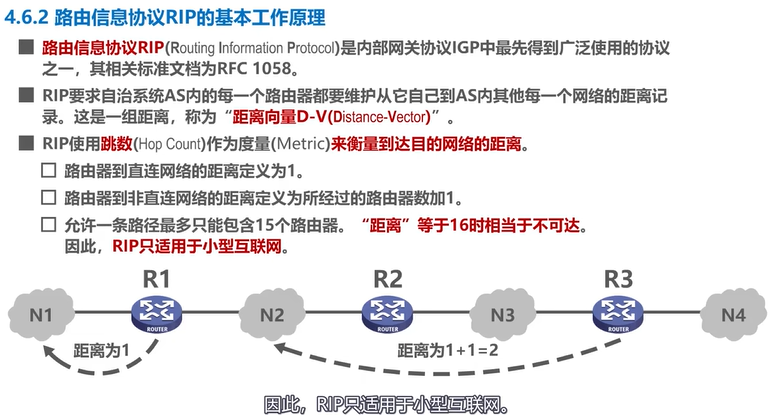 4.6.2 路由信息协议RIP的基本工作原理
路由信息协议RIP(Routing Information Protocol)是内部网关协议IGP中最先得到广泛使用的协议
之一，其相关标准文档为RFC 1058。
RIP要求自治系统AS内的每一个路由器都要维护从它自己到AS内其他每一个网络的距离记
录。这是一组距离，称为“距离向量D-V(Distance-Vector)”。
RIP使用跳数(Hop Count)作为度量(Metric)来衡量到达目的网络的距离。
路由器到直连网络的距离定义为1。
路由器到非直连网络的距离定义为所经过的路由器数加1。
允许一条路径最多只能包含15个路由器。“距离”等于16时相当于不可达。
因此，RIP只适用于小型互联网。
R1 R2 R3
N1 N2 N3 N4
ROUTER ROUTER ROUTER
距离为1 距离为1+1=2
因此，RIP只适用于小型互联网。